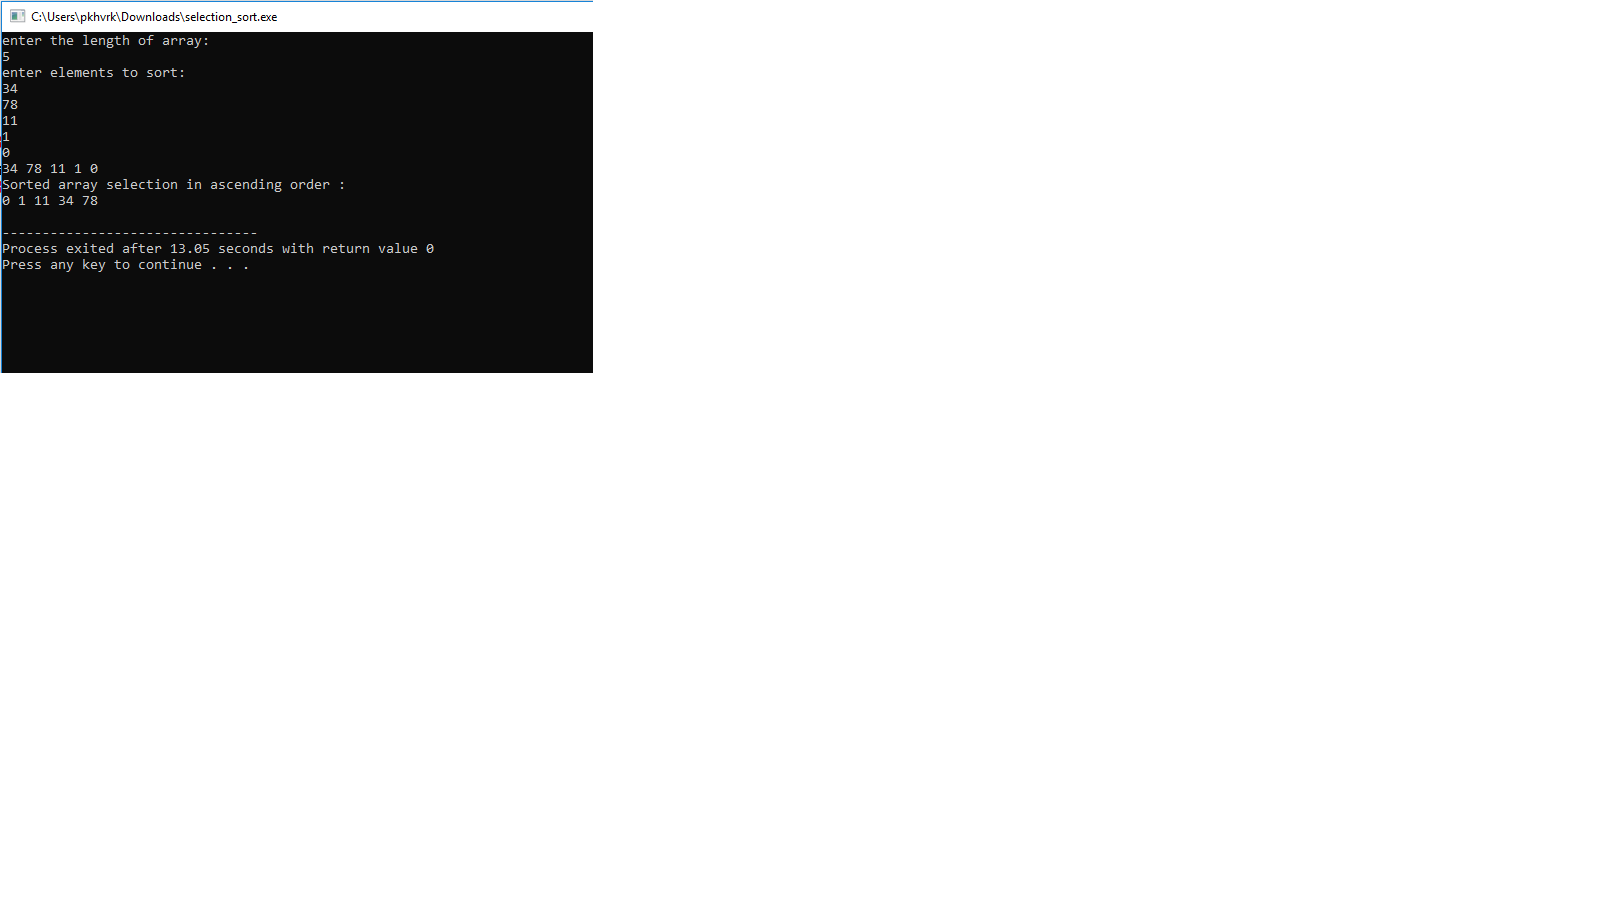 C:\Users\pkhvrk\Downloads\selection_sort.exe
enter the length of array:
5
enter elements to sort:
34
78
11
1
0
34 78 11 1 0
Sorted array selection in ascending order :
0 1 11 34 78
--------------------------------
Process exited after 13.05 seconds with return value 0
Press any key to continue . . .